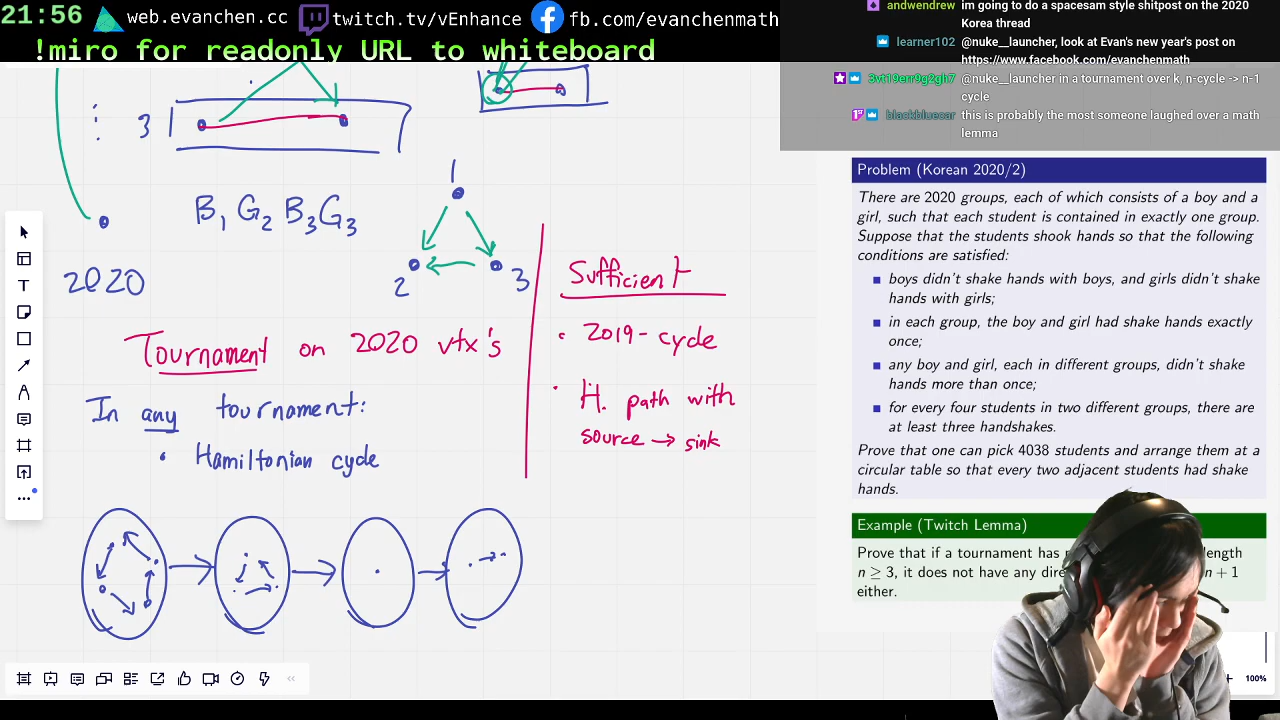 21:56
web.evanchen.cc
twitch.tv/vEnhance
fb.com/evanchenmath
!miro for readonly URL to whiteboard
andwendrew im going to do a spacesam style shitpost on the 2020
Korea thread
learner102 @nuke__launcher, look at Evan's new year's post on
https://www.facebook.com/evanchenmath
3vt19err9g2gh7 @nuke__launcher in a tournament over k, n-cycle -> n-1
cycle
blackbluecar this is probably the most someone laughed over a math
lemma
3
B₁ G₂ B₃ G₃
2020
1
2
3
Tournament on 2020 vtx's
In any tournament:
• Hamiltonian cycle
Sufficient
• 2019-cycle
• H. path with
source → sink
Problem (Korean 2020/2)
There are 2020 groups, each of which consists of a boy and a
girl, such that each student is contained in exactly one group.
Suppose that the students shook hands so that the following
conditions are satisfied:
■ boys didn't shake hands with boys, and girls didn't shake
hands with girls;
■ in each group, the boy and girl had shake hands exactly
once;
■ any boy and girl, each in different groups, didn't shake
hands more than once;
■ for every four students in two different groups, there are
at least three handshakes.
Prove that one can pick 4038 students and arrange them at a
circular table so that every two adjacent students had shake
hands.
Example (Twitch Lemma)
Prove that if a tournament has length
n ≥ 3, it does not have any n + 1
either.
100%